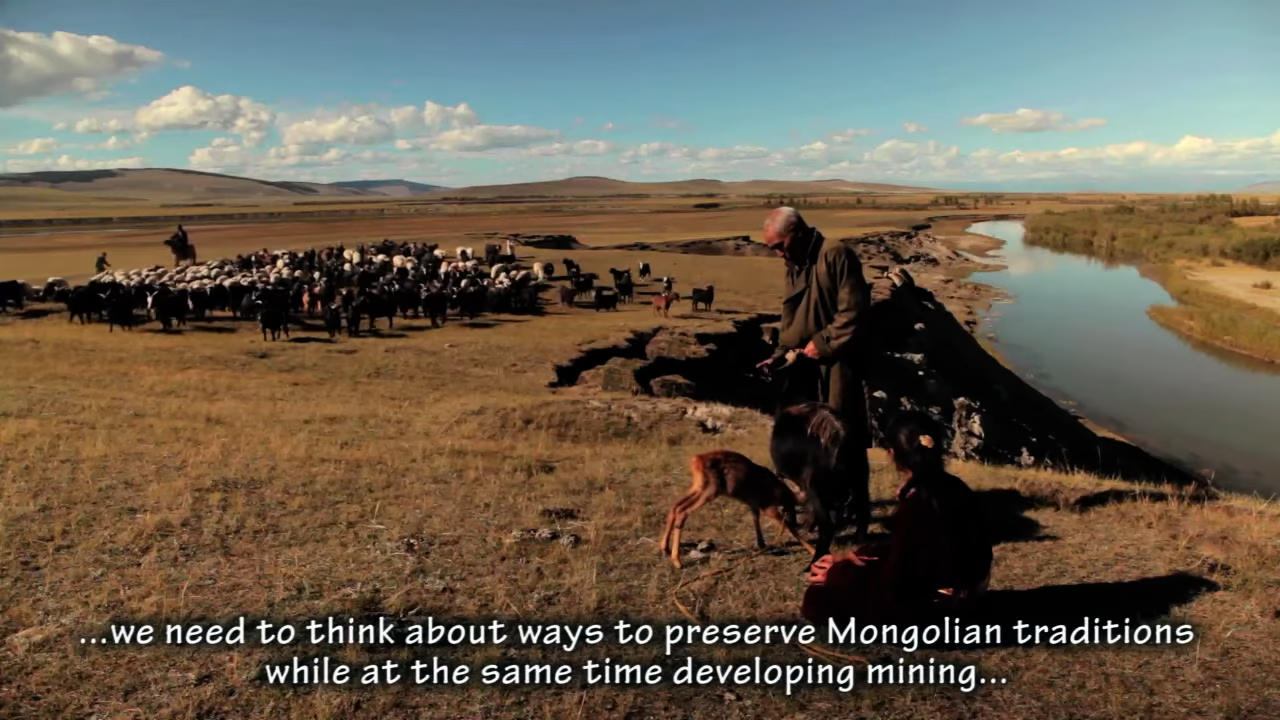 ...we need to think about ways to preserve Mongolian traditions
while at the same time developing mining...